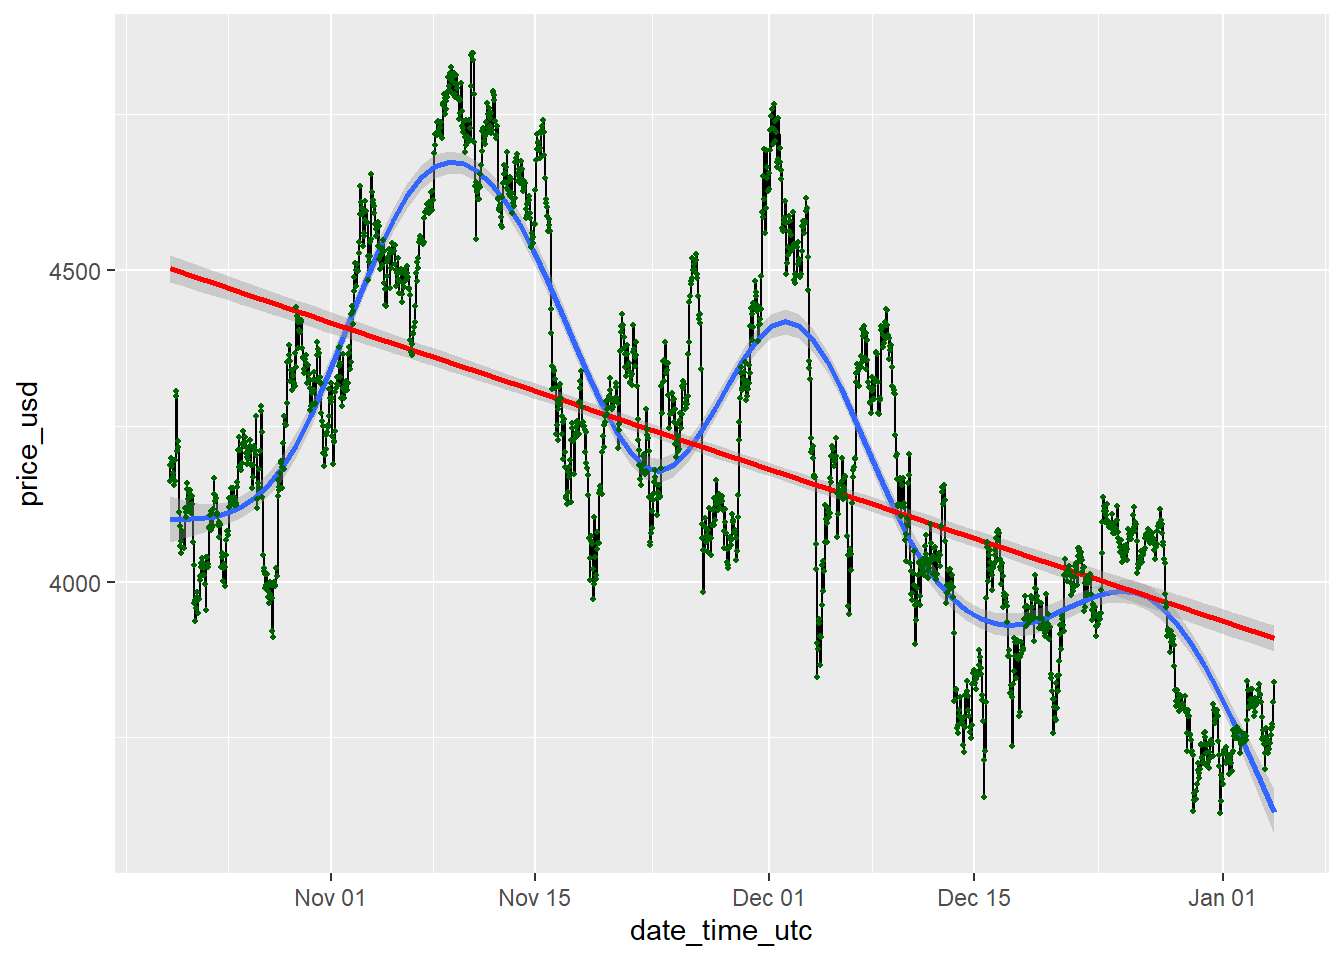 price_usd
4500
4000
Nov 01
Nov 15
Dec 01
Dec 15
Jan 01
date_time_utc